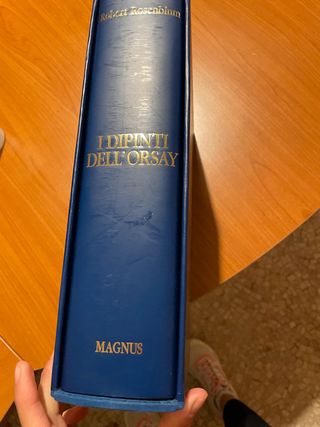 Robert Rosenblum
I DIPINTI
DELL'ORSAY
MAGNUS